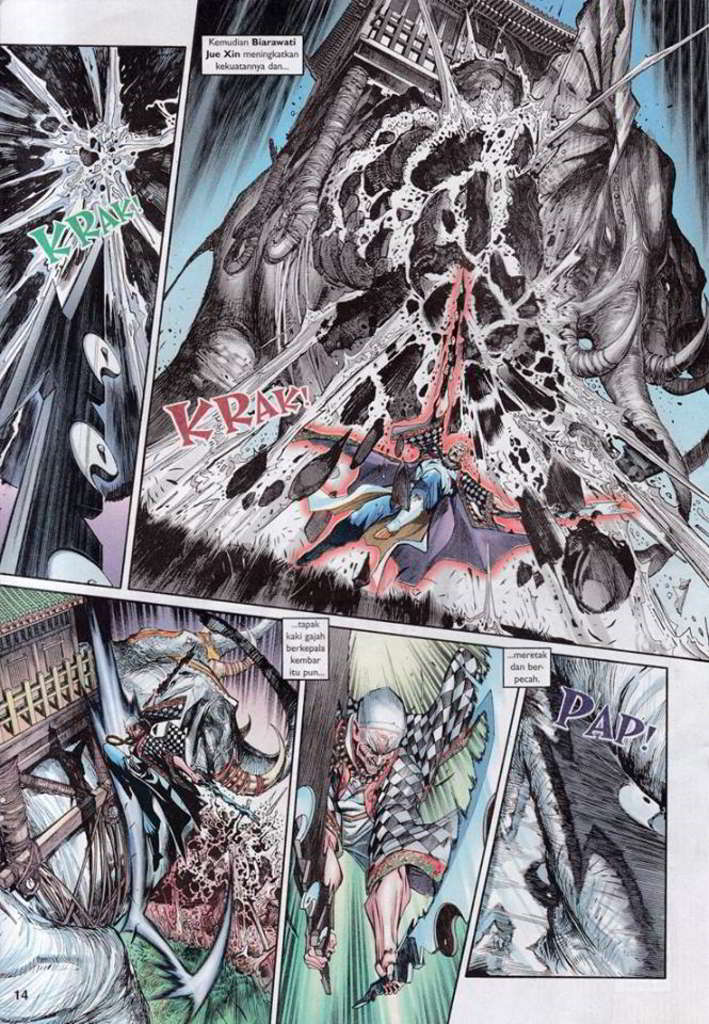 Kemudian Biarawati
Jue Xin meningkatkan
kekuatannya dan...
KRAK!
KRAK!
...tapak
kaki gajah
berkepala
kembar
itu pun...
...meretak
dan ber-
pecah.
PAP!
14